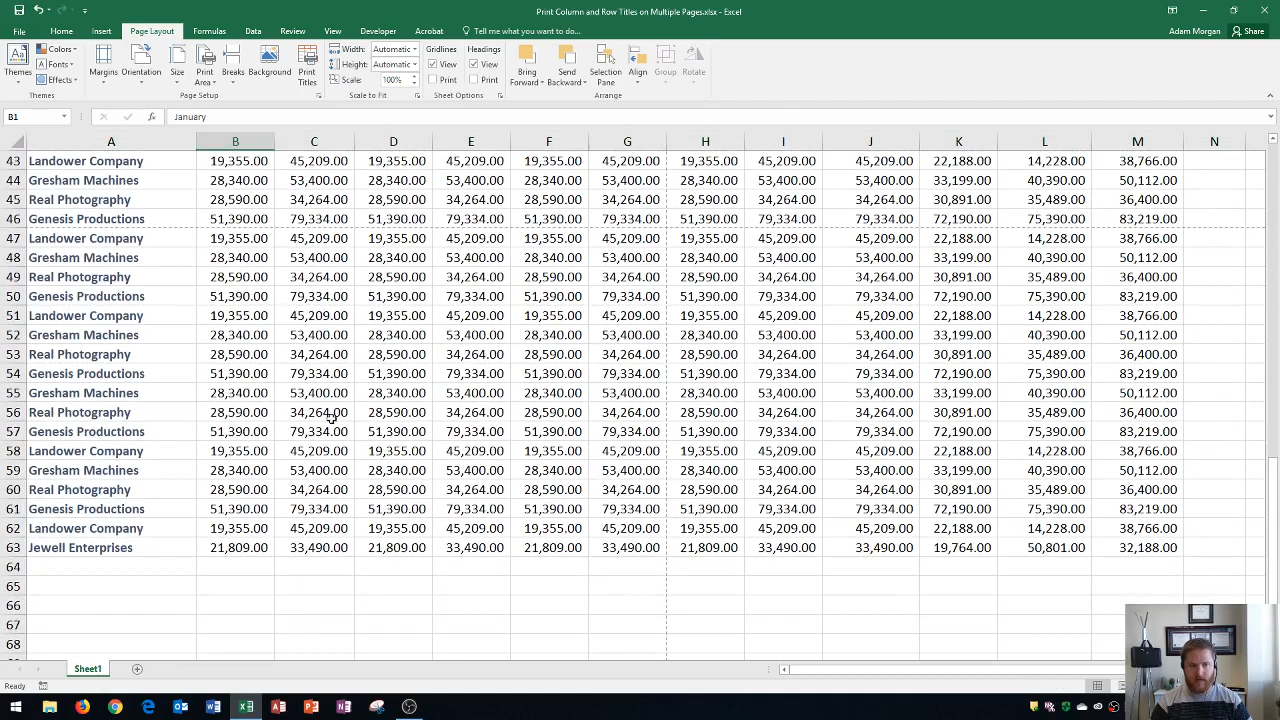 Print Column and Row Titles on Multiple Pages.xlsx - Excel
File Home Insert Page Layout Formulas Data Review View Developer Acrobat Tell me what you want to do... Adam Morgan Share
Themes Colors Fonts Effects Margins Orientation Size Print Area Breaks Background Print Titles Width: Automatic Height: Automatic Scale: 100% Gridlines View Print Headings View Print Bring Forward Send Backward Selection Pane Align Group Rotate
Themes Page Setup Scale to Fit Sheet Options Arrange
B1 fx January
A B C D E F G H I J K L M N
43 Landower Company 19,355.00 45,209.00 19,355.00 45,209.00 19,355.00 45,209.00 19,355.00 45,209.00 45,209.00 22,188.00 14,228.00 38,766.00
44 Gresham Machines 28,340.00 53,400.00 28,340.00 53,400.00 28,340.00 53,400.00 28,340.00 53,400.00 53,400.00 33,199.00 40,390.00 50,112.00
45 Real Photography 28,590.00 34,264.00 28,590.00 34,264.00 28,590.00 34,264.00 28,590.00 34,264.00 34,264.00 30,891.00 35,489.00 36,400.00
46 Genesis Productions 51,390.00 79,334.00 51,390.00 79,334.00 51,390.00 79,334.00 51,390.00 79,334.00 79,334.00 72,190.00 75,390.00 83,219.00
47 Landower Company 19,355.00 45,209.00 19,355.00 45,209.00 19,355.00 45,209.00 19,355.00 45,209.00 45,209.00 22,188.00 14,228.00 38,766.00
48 Gresham Machines 28,340.00 53,400.00 28,340.00 53,400.00 28,340.00 53,400.00 28,340.00 53,400.00 53,400.00 33,199.00 40,390.00 50,112.00
49 Real Photography 28,590.00 34,264.00 28,590.00 34,264.00 28,590.00 34,264.00 28,590.00 34,264.00 34,264.00 30,891.00 35,489.00 36,400.00
50 Genesis Productions 51,390.00 79,334.00 51,390.00 79,334.00 51,390.00 79,334.00 51,390.00 79,334.00 79,334.00 72,190.00 75,390.00 83,219.00
51 Landower Company 19,355.00 45,209.00 19,355.00 45,209.00 19,355.00 45,209.00 19,355.00 45,209.00 45,209.00 22,188.00 14,228.00 38,766.00
52 Gresham Machines 28,340.00 53,400.00 28,340.00 53,400.00 28,340.00 53,400.00 28,340.00 53,400.00 53,400.00 33,199.00 40,390.00 50,112.00
53 Real Photography 28,590.00 34,264.00 28,590.00 34,264.00 28,590.00 34,264.00 28,590.00 34,264.00 34,264.00 30,891.00 35,489.00 36,400.00
54 Genesis Productions 51,390.00 79,334.00 51,390.00 79,334.00 51,390.00 79,334.00 51,390.00 79,334.00 79,334.00 72,190.00 75,390.00 83,219.00
55 Gresham Machines 28,340.00 53,400.00 28,340.00 53,400.00 28,340.00 53,400.00 28,340.00 53,400.00 53,400.00 33,199.00 40,390.00 50,112.00
56 Real Photography 28,590.00 34,264.00 28,590.00 34,264.00 28,590.00 34,264.00 28,590.00 34,264.00 34,264.00 30,891.00 35,489.00 36,400.00
57 Genesis Productions 51,390.00 79,334.00 51,390.00 79,334.00 51,390.00 79,334.00 51,390.00 79,334.00 79,334.00 72,190.00 75,390.00 83,219.00
58 Landower Company 19,355.00 45,209.00 19,355.00 45,209.00 19,355.00 45,209.00 19,355.00 45,209.00 45,209.00 22,188.00 14,228.00 38,766.00
59 Gresham Machines 28,340.00 53,400.00 28,340.00 53,400.00 28,340.00 53,400.00 28,340.00 53,400.00 53,400.00 33,199.00 40,390.00 50,112.00
60 Real Photography 28,590.00 34,264.00 28,590.00 34,264.00 28,590.00 34,264.00 28,590.00 34,264.00 34,264.00 30,891.00 35,489.00 36,400.00
61 Genesis Productions 51,390.00 79,334.00 51,390.00 79,334.00 51,390.00 79,334.00 51,390.00 79,334.00 79,334.00 72,190.00 75,390.00 83,219.00
62 Landower Company 19,355.00 45,209.00 19,355.00 45,209.00 19,355.00 45,209.00 19,355.00 45,209.00 45,209.00 22,188.00 14,228.00 38,766.00
63 Jewell Enterprises 21,809.00 33,490.00 21,809.00 33,490.00 21,809.00 33,490.00 21,809.00 33,490.00 33,490.00 19,764.00 50,801.00 32,188.00
64
65
66
67
68
Sheet1
Ready